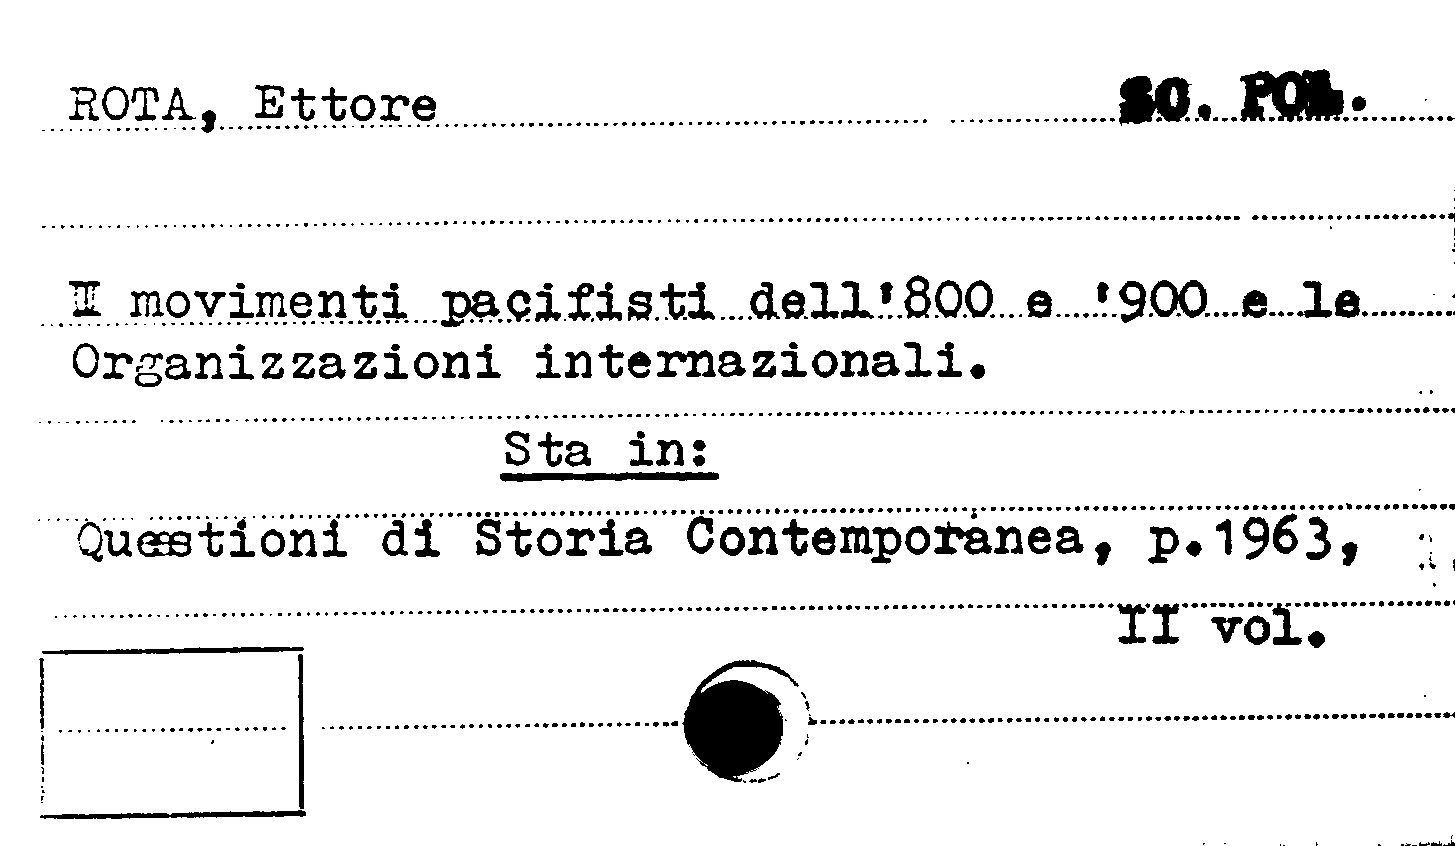 ROTA, Ettore SC. POL.
I movimenti pacifisti dell'800 e '900 e le
Organizzazioni internazionali.
Sta in:
Questioni di Storia Contemporanea, p.1963,
II vol.